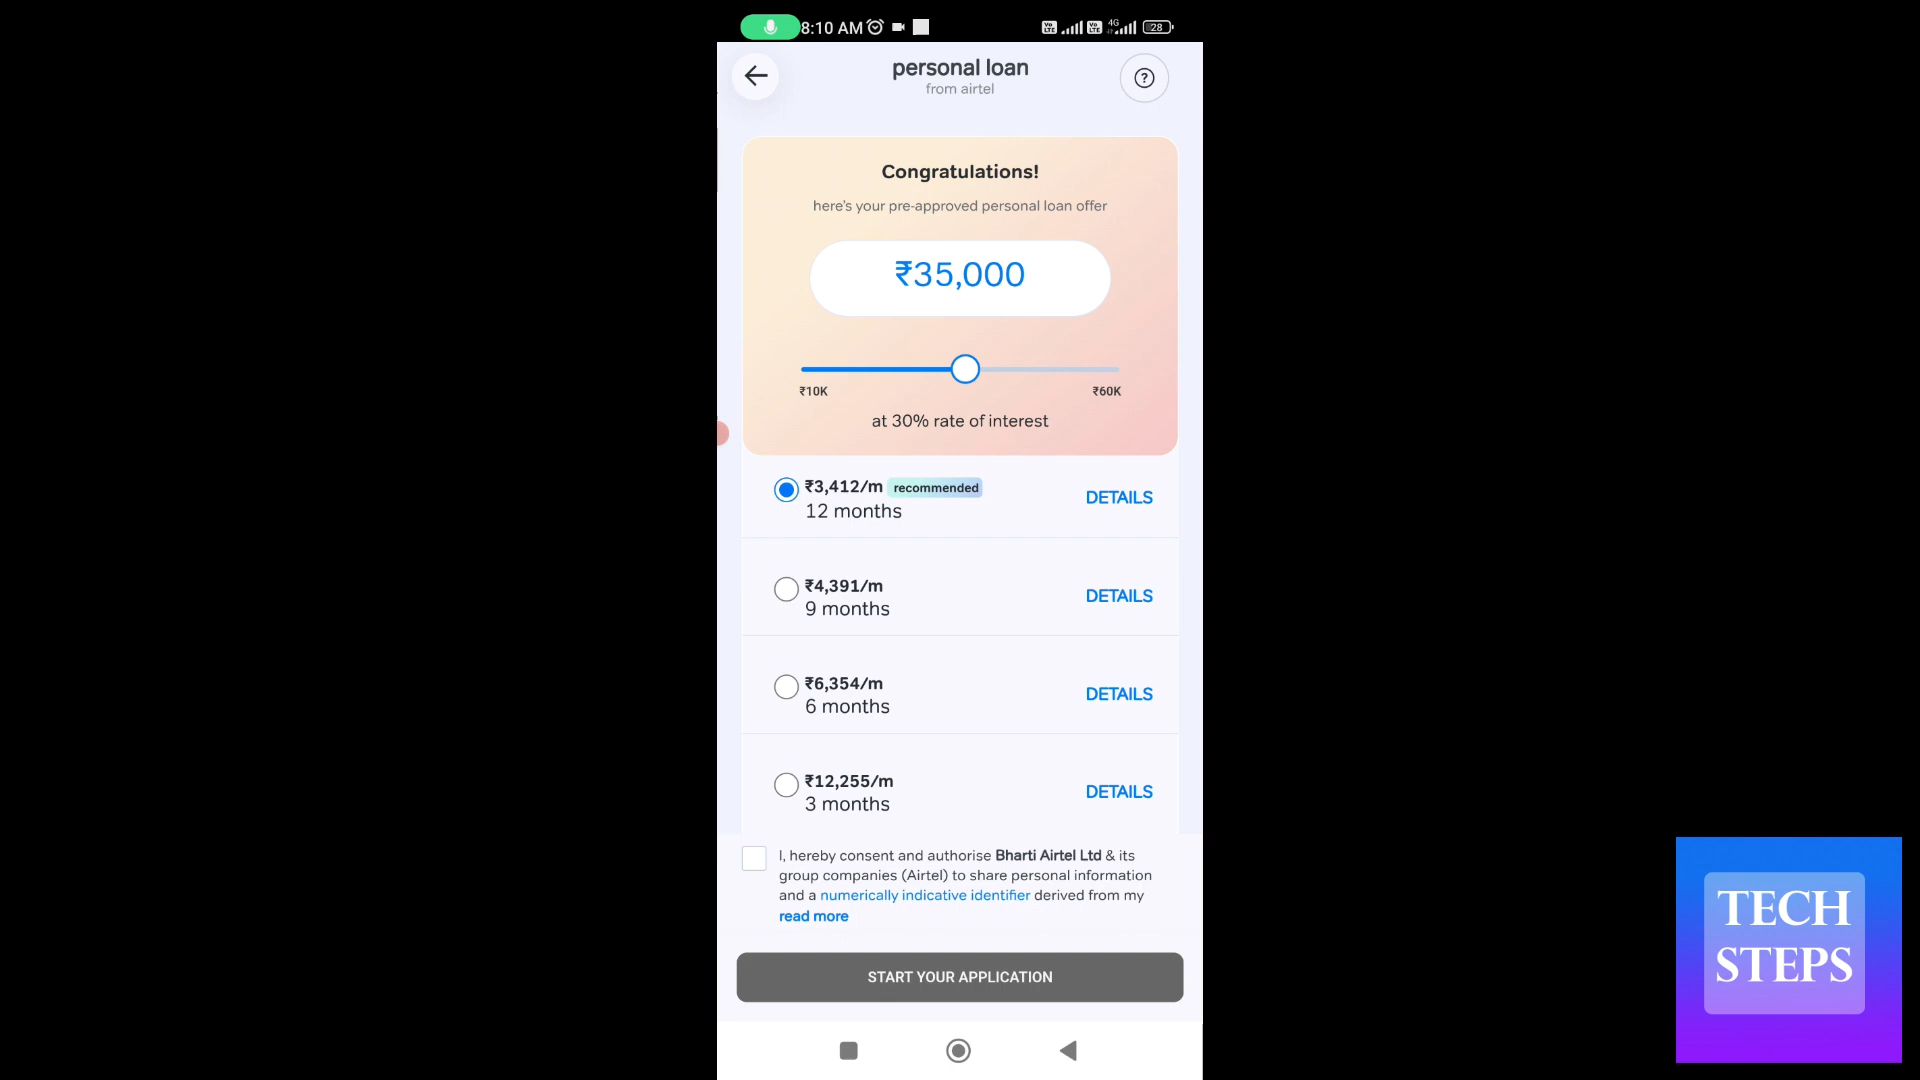 8:10 AM
4G
28
personal loan
from airtel
?
Congratulations!
here's your pre-approved personal loan offer
₹35,000
₹10K
₹60K
at 30% rate of interest
₹3,412/m recommended
12 months
DETAILS
₹4,391/m
9 months
DETAILS
₹6,354/m
6 months
DETAILS
₹12,255/m
3 months
DETAILS
I, hereby consent and authorise Bharti Airtel Ltd & its
group companies (Airtel) to share personal information
and a numerically indicative identifier derived from my
read more
START YOUR APPLICATION
TECH
STEPS